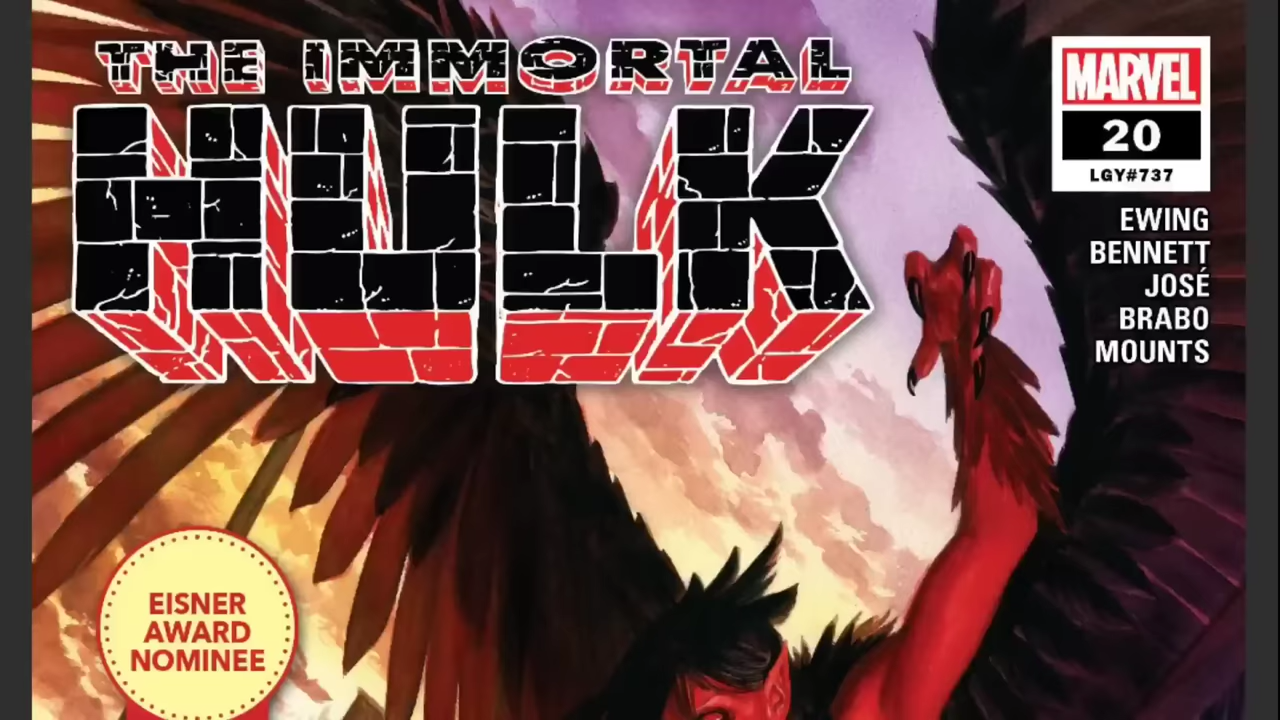 THE IMMORTAL
HULK
MARVEL
20
LGY#737
EWING
BENNETT
JOSÉ
BRABO
MOUNTS
EISNER
AWARD
NOMINEE